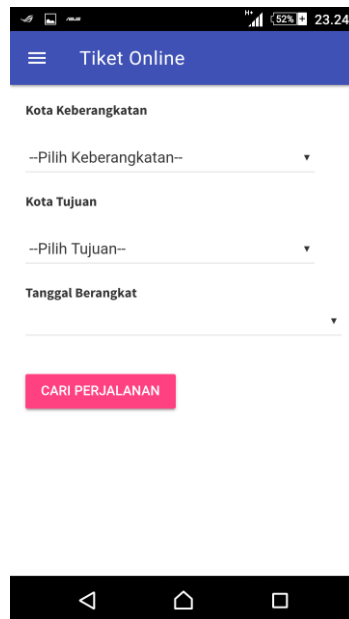 H+ 52% 23.24
Tiket Online
Kota Keberangkatan
--Pilih Keberangkatan--
Kota Tujuan
--Pilih Tujuan--
Tanggal Berangkat
CARI PERJALANAN